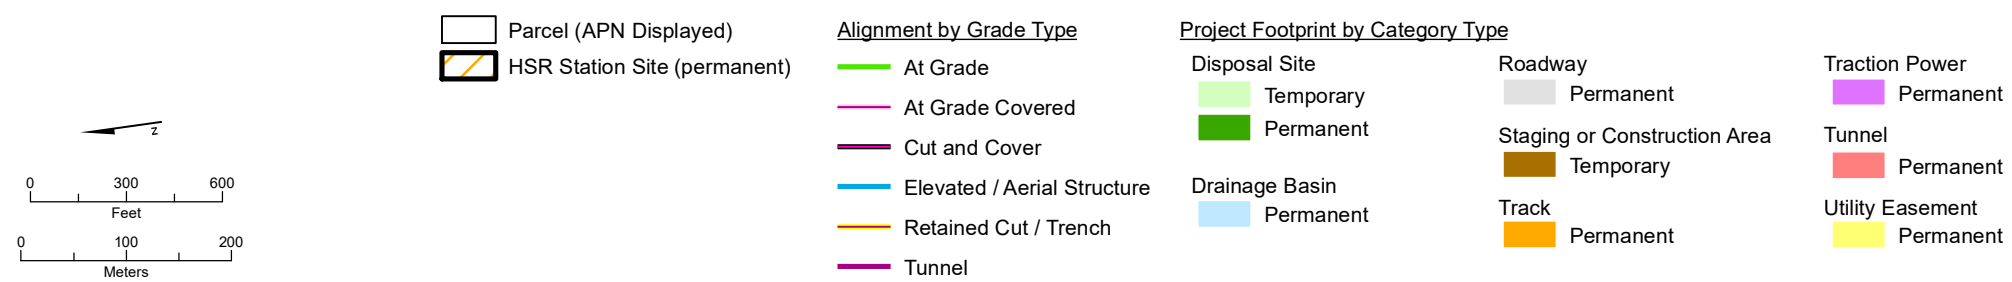 Parcel (APN Displayed)
HSR Station Site (permanent)
z
0 300 600
Feet
0 100 200
Meters
Alignment by Grade Type
At Grade
At Grade Covered
Cut and Cover
Elevated / Aerial Structure
Retained Cut / Trench
Tunnel
Project Footprint by Category Type
Disposal Site
Temporary
Permanent
Drainage Basin
Permanent
Roadway
Permanent
Staging or Construction Area
Temporary
Track
Permanent
Traction Power
Permanent
Tunnel
Permanent
Utility Easement
Permanent